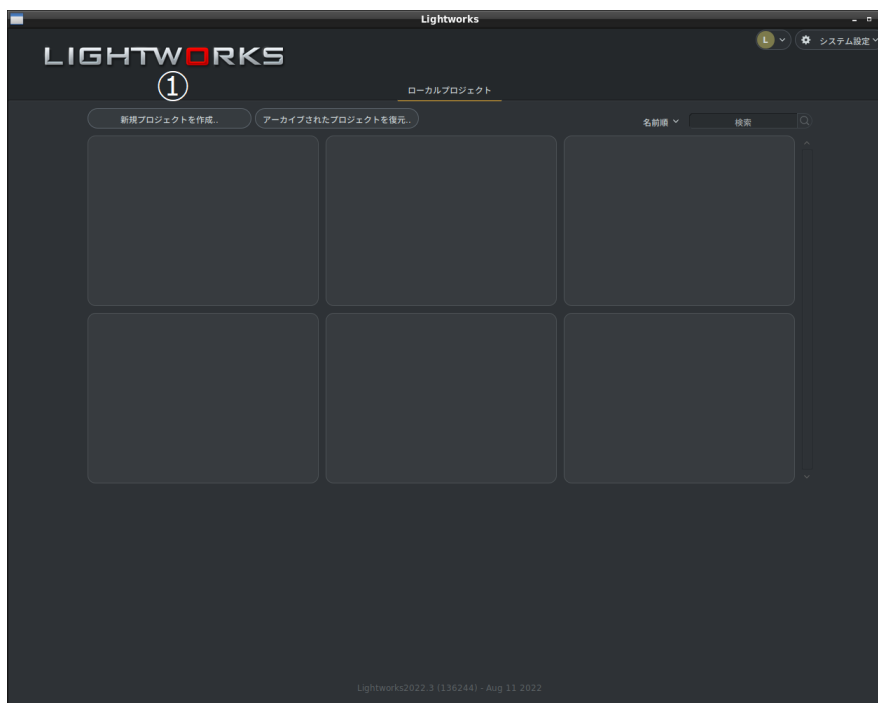 Lightworks
L
システム設定
LIGHTWORKS
①
ローカルプロジェクト
新規プロジェクトを作成..
アーカイブされたプロジェクトを復元..
名前順
検索
Lightworks2022.3 (136244) - Aug 11 2022